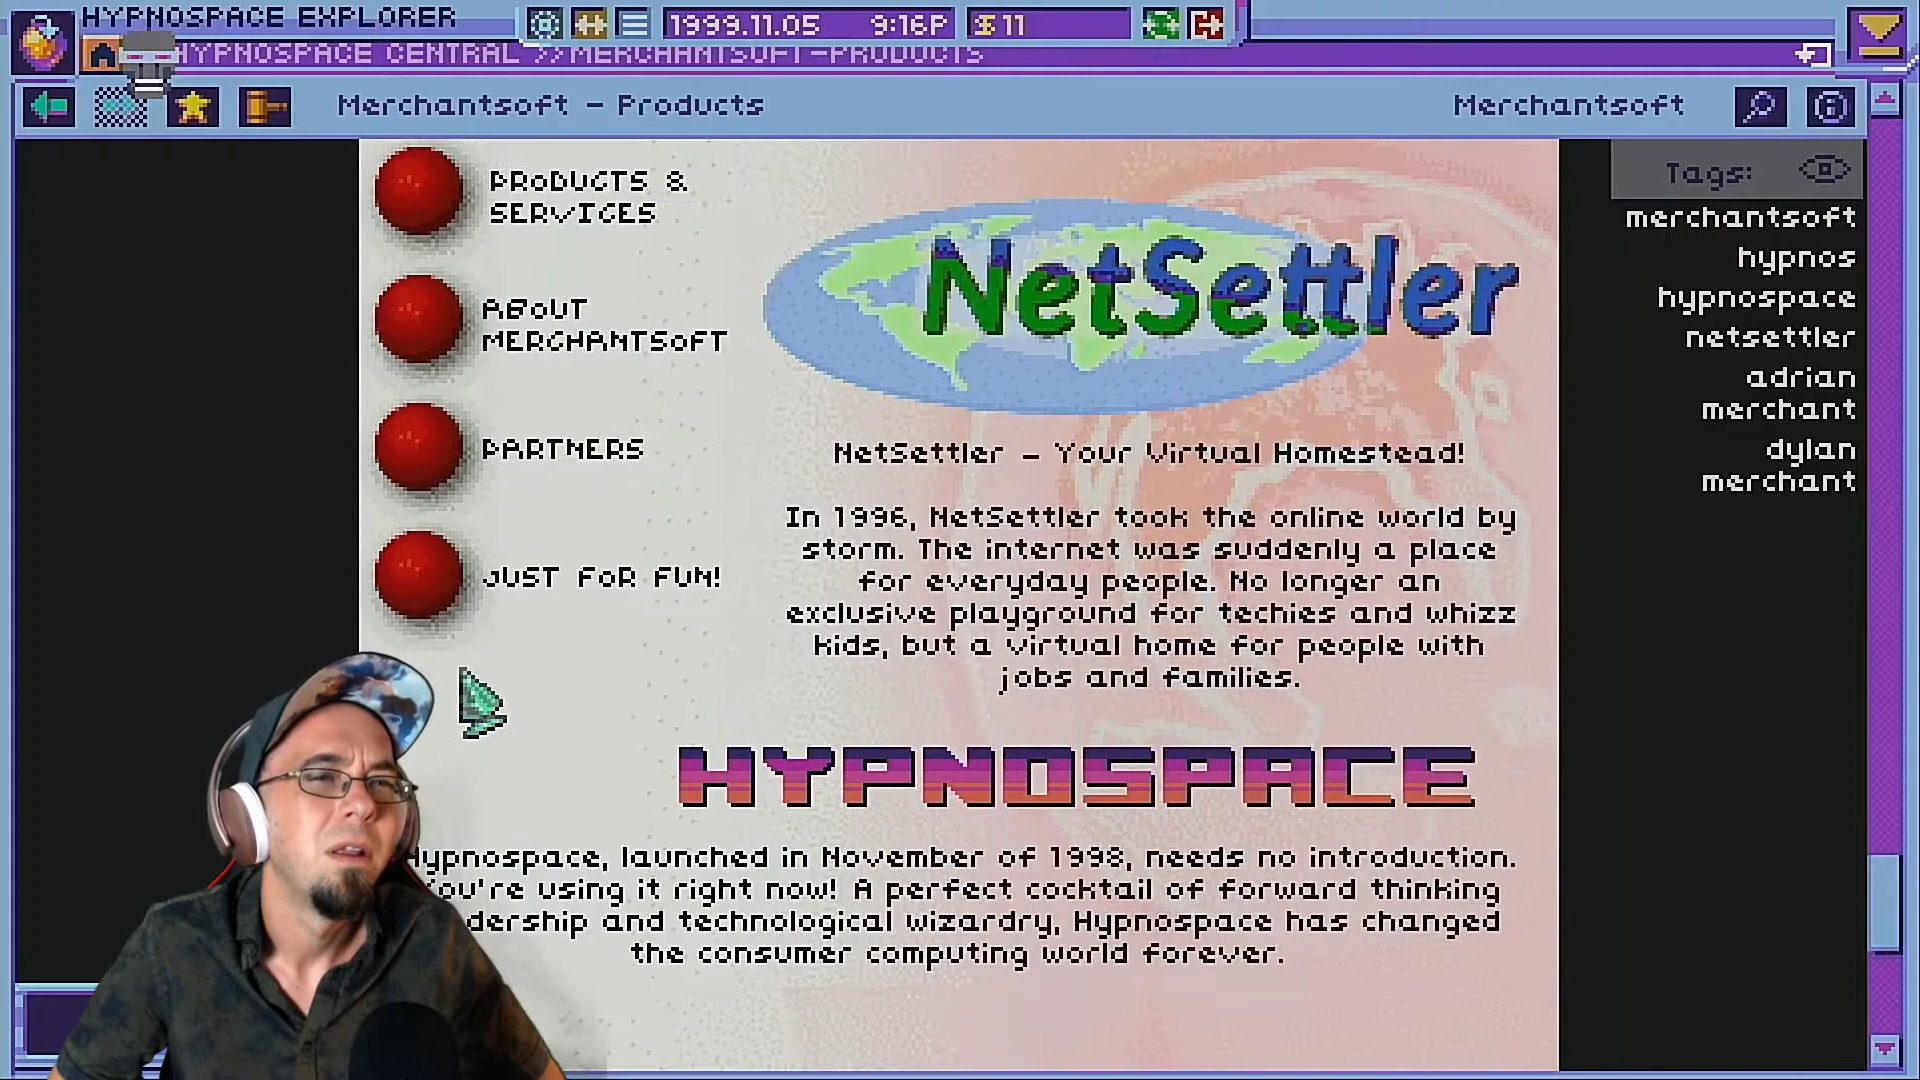 HYPNOSPACE EXPLORER
1999.11.05 9:16P 11
HYPNOSPACE CENTRAL >> MERCHANTSOFT-PRODUCTS
Merchantsoft - Products
Merchantsoft
PRODUCTS &
SERVICES
ABOUT
MERCHANTSOFT
PARTNERS
JUST FOR FUN!
NetSettler
NetSettler - Your Virtual Homestead!
In 1996, NetSettler took the online world by
storm. The internet was suddenly a place
for everyday people. No longer an
exclusive playground for techies and whizz
kids, but a virtual home for people with
jobs and families.
HYPNOSPACE
Hypnospace, launched in November of 1998, needs no introduction.
You're using it right now! A perfect cocktail of forward thinking
dership and technological wizardry, Hypnospace has changed
the consumer computing world forever.
Tags:
merchantsoft
hypnos
hypnospace
netsettler
adrian
merchant
dylan
merchant